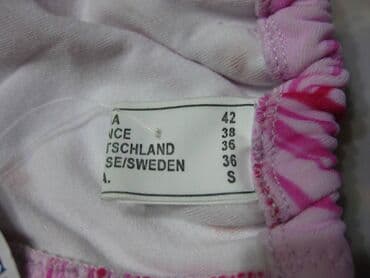 A 42
NCE 38
TSCHLAND 36
SE/SWEDEN 36
A. S